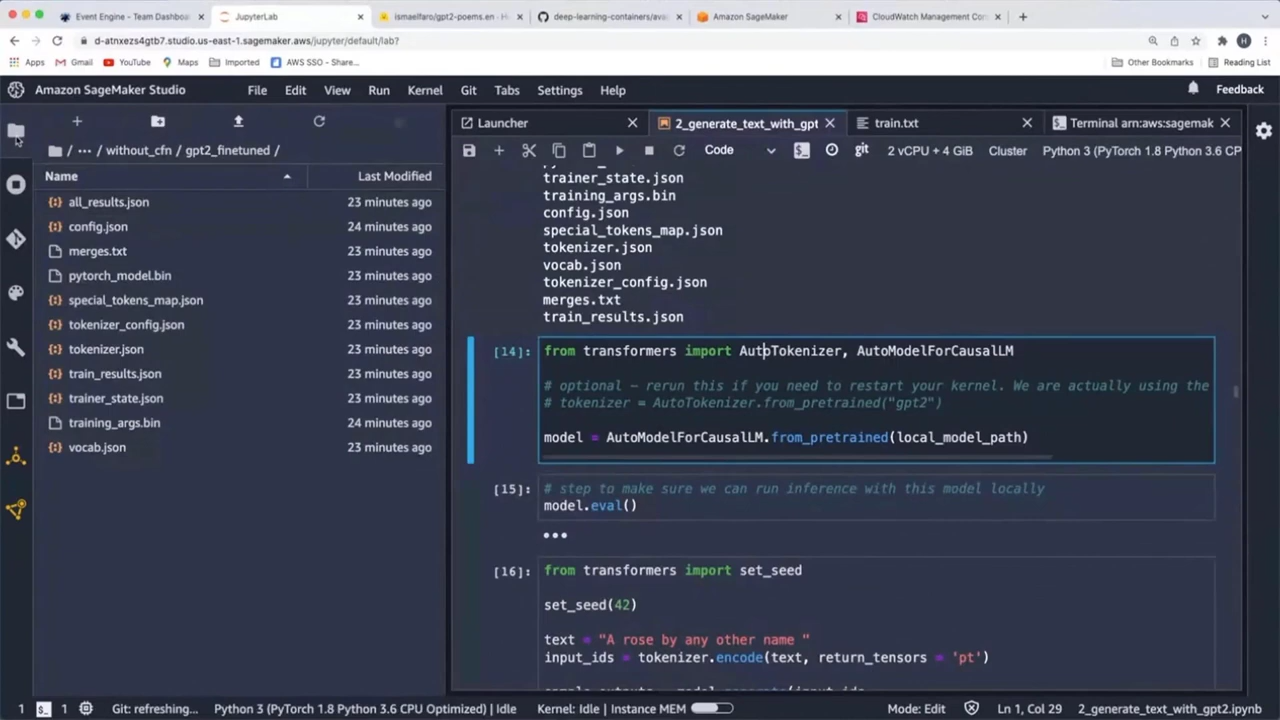 Event Engine - Team Dashboa
JupyterLab
ismaelfaro/gpt2-poems.en - H
deep-learning-containers/ava
Amazon SageMaker
CloudWatch Management Con
d-atnxezs4gtb7.studio.us-east-1.sagemaker.aws/jupyter/default/lab?
H
Apps
Gmail
YouTube
Maps
Imported
AWS SSO - Share...
Other Bookmarks
Reading List
Amazon SageMaker Studio
File
Edit
View
Run
Kernel
Git
Tabs
Settings
Help
Feedback
/ ... / without_cfn / gpt2_finetuned /
Name
Last Modified
all_results.json 23 minutes ago
config.json 24 minutes ago
merges.txt 23 minutes ago
pytorch_model.bin 23 minutes ago
special_tokens_map.json 23 minutes ago
tokenizer_config.json 23 minutes ago
tokenizer.json 23 minutes ago
train_results.json 23 minutes ago
trainer_state.json 23 minutes ago
training_args.bin 24 minutes ago
vocab.json 23 minutes ago
Launcher
2_generate_text_with_gpt
train.txt
Terminal arn:aws:sagemak
Code
git
2 vCPU + 4 GiB
Cluster
Python 3 (PyTorch 1.8 Python 3.6 CP
trainer_state.json
training_args.bin
config.json
special_tokens_map.json
tokenizer.json
vocab.json
tokenizer_config.json
merges.txt
train_results.json
[14]: from transformers import AutoTokenizer, AutoModelForCausalLM
# optional – rerun this if you need to restart your kernel. We are actually using the
# tokenizer = AutoTokenizer.from_pretrained("gpt2")
model = AutoModelForCausalLM.from_pretrained(local_model_path)
[15]: # step to make sure we can run inference with this model locally
model.eval()
•••
[16]: from transformers import set_seed
set_seed(42)
text = "A rose by any other name "
input_ids = tokenizer.encode(text, return_tensors = 'pt')
1
1
Git: refreshing...
Python 3 (PyTorch 1.8 Python 3.6 CPU Optimized) | Idle
Kernel: Idle | Instance MEM
Mode: Edit
Ln 1, Col 29
2_generate_text_with_gpt2.ipynb